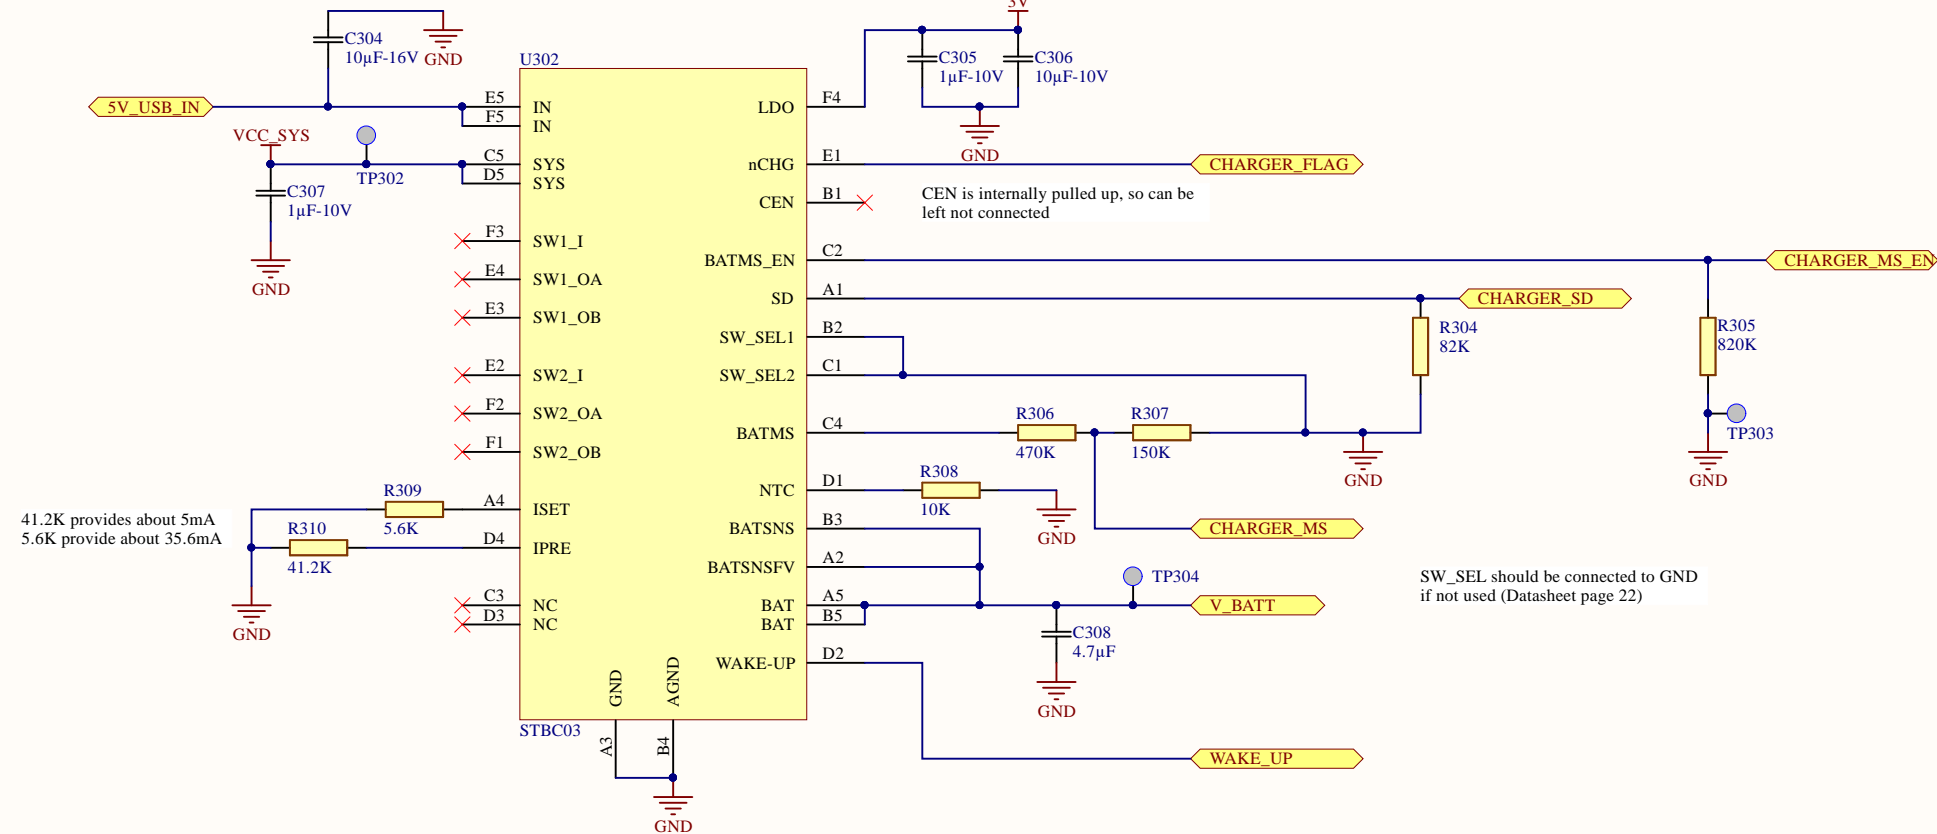 3V
C304
10µF-16V
GND
C305
1µF-10V
C306
10µF-10V
GND
U302
5V_USB_IN
E5
IN
F5
IN
LDO
F4
VCC_SYS
TP302
C5
SYS
D5
SYS
C307
1µF-10V
GND
nCHG
E1
CHARGER_FLAG
CEN
B1
CEN is internally pulled up, so can be
left not connected
F3
SW1_I
E4
SW1_OA
E3
SW1_OB
E2
SW2_I
F2
SW2_OA
F1
SW2_OB
BATMS_EN
C2
CHARGER_MS_EN
SD
A1
CHARGER_SD
SW_SEL1
B2
SW_SEL2
C1
R304
82K
R305
820K
TP303
GND
BATMS
C4
R306
470K
R307
150K
GND
NTC
D1
R308
10K
GND
CHARGER_MS
BATSNS
B3
BATSNSFV
A2
41.2K provides about 5mA
5.6K provide about 35.6mA
R309
5.6K
A4
ISET
R310
41.2K
D4
IPRE
GND
C3
NC
D3
NC
BAT
A5
BAT
B5
TP304
V_BATT
C308
4.7µF
GND
SW_SEL should be connected to GND
if not used (Datasheet page 22)
WAKE-UP
D2
WAKE_UP
GND
AGND
STBC03
A3
B4
GND